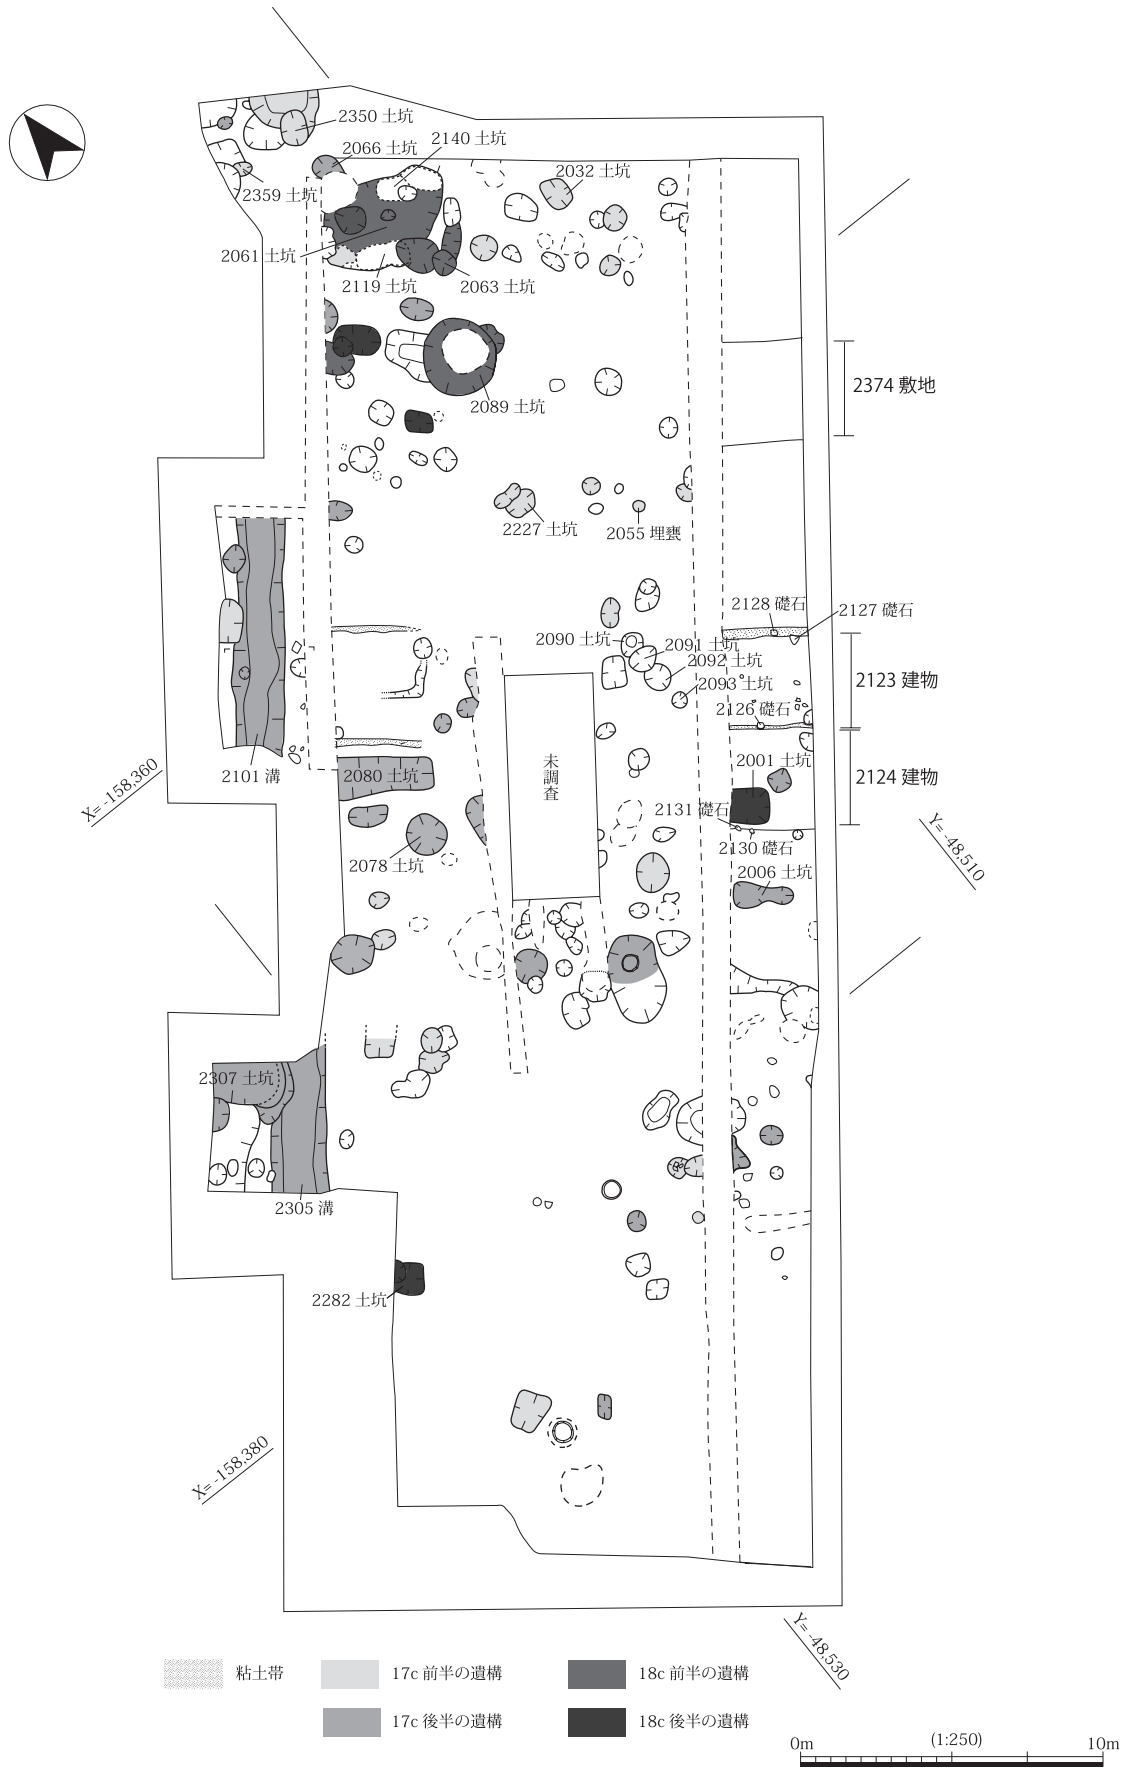 2350 土坑
2140 土坑
2066 土坑
2032 土坑
2359 土坑
2061 土坑
2119 土坑
2063 土坑
2374 敷地
2089 土坑
2227 土坑
2055 埋甕
2128 礎石
2127 礎石
2090 土坑
2091 土坑
2092 土坑
2093 土坑
2123 建物
2126 礎石
2101 溝
2080 土坑
未調査
2001 土坑
2124 建物
X= -158,360
2131 礎石
2130 礎石
2078 土坑
2006 土坑
Y= -48,510
2307 土坑
2305 溝
2282 土坑
X= -158,380
Y= -48,530
粘土帯
17c 前半の遺構
18c 前半の遺構
17c 後半の遺構
18c 後半の遺構
0m
(1:250)
10m